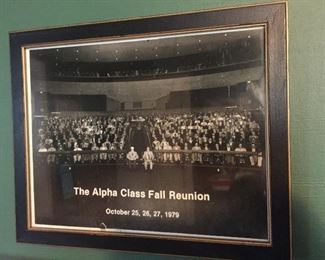 The Alpha Class Fall Reunion
October 25, 26, 27, 1979